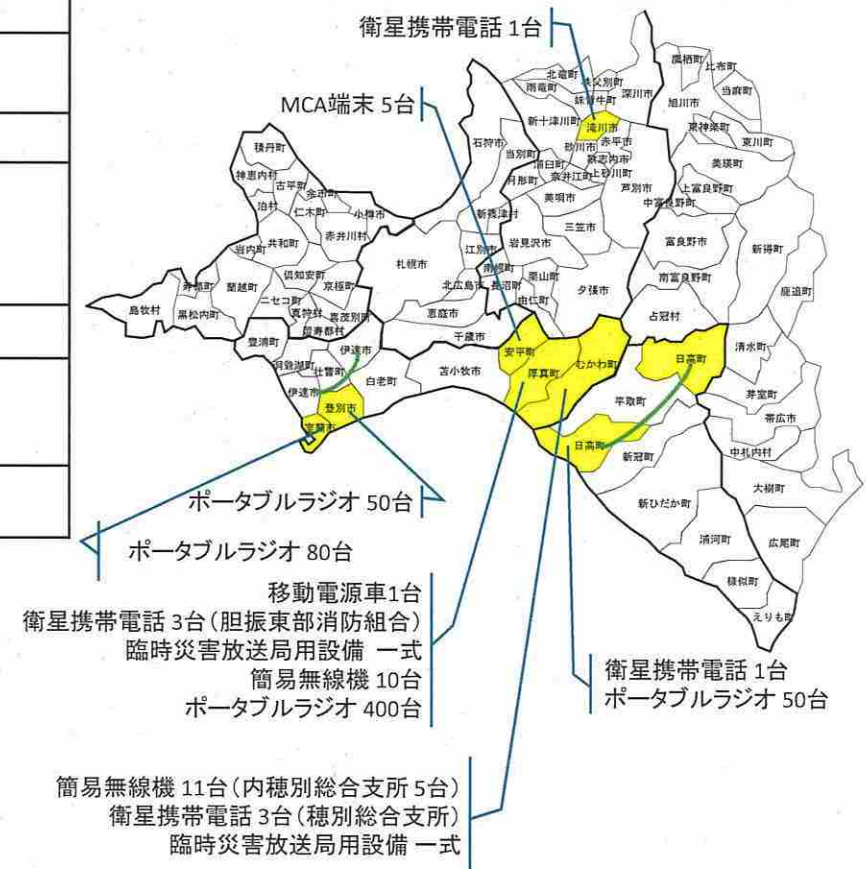 衛星携帯電話 1台
MCA端末 5台
北竜町
秩父別町
雨竜町
妹背牛町
深川市
鷹栖町
比布町
当麻町
旭川市
新十津川町
滝川市
東神楽町
東川町
石狩市
当別町
砂川市
赤平市
浦臼町
歌志内市
美瑛町
月形町
奈井江町
上砂川町
芦別市
上富良野町
中富良野町
積丹町
神恵内村
古平町
余市町
泊村
仁木町
小樽市
赤井川村
新篠津村
美唄市
三笠市
岩内町
共和町
札幌市
江別市
岩見沢市
富良野市
新得町
倶知安町
京極町
南幌町
栗山町
夕張市
南富良野町
鹿追町
寿都町
蘭越町
北広島市
長沼町
由仁町
島牧村
黒松内町
ニセコ町
真狩村
喜茂別町
留寿都村
恵庭市
占冠村
豊浦町
千歳市
清水町
洞爺湖町
壮瞥町
伊達市
安平町
むかわ町
日高町
伊達市
白老町
苫小牧市
厚真町
芽室町
登別市
平取町
帯広市
室蘭市
日高町
新冠町
中札内村
新ひだか町
大樹町
浦河町
広尾町
様似町
えりも町
ポータブルラジオ 50台
ポータブルラジオ 80台
移動電源車1台
衛星携帯電話 3台(胆振東部消防組合)
臨時災害放送局用設備 一式
簡易無線機 10台
ポータブルラジオ 400台
衛星携帯電話 1台
ポータブルラジオ 50台
簡易無線機 11台(内穂別総合支所 5台)
衛星携帯電話 3台(穂別総合支所)
臨時災害放送局用設備 一式